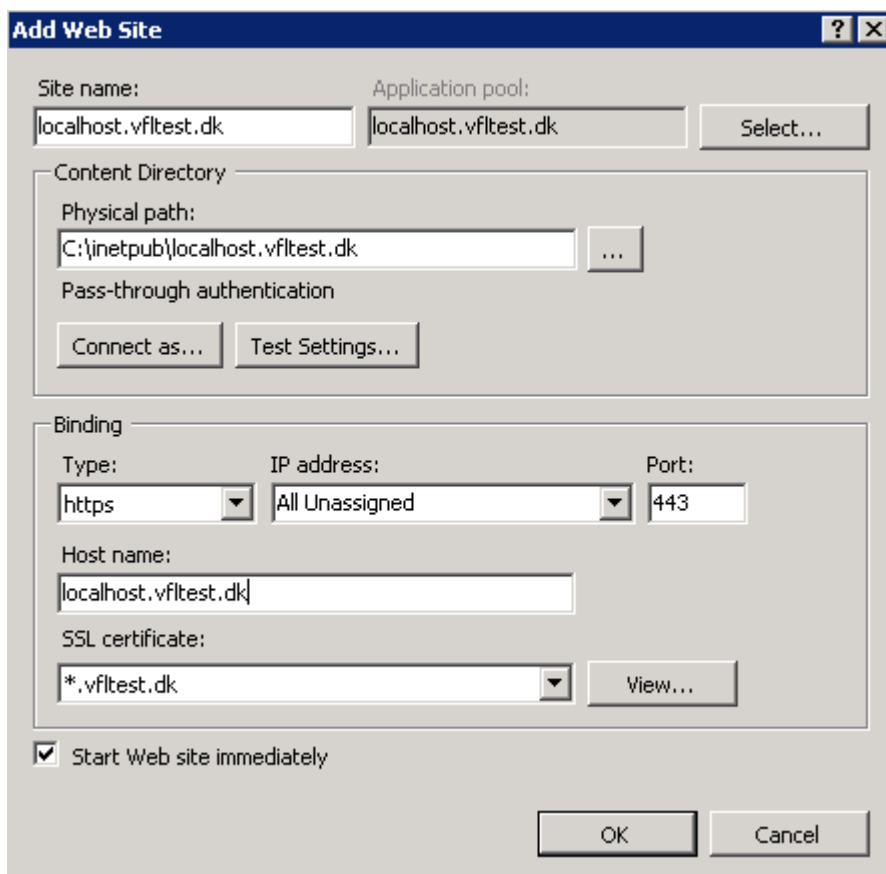 Add Web Site
Site name: Application pool:
localhost.vfltest.dk localhost.vfltest.dk Select...
Content Directory
Physical path:
C:\inetpub\localhost.vfltest.dk ...
Pass-through authentication
Connect as... Test Settings...
Binding
Type: IP address: Port:
https All Unassigned 443
Host name:
localhost.vfltest.dk
SSL certificate:
*.vfltest.dk View...
Start Web site immediately
OK Cancel